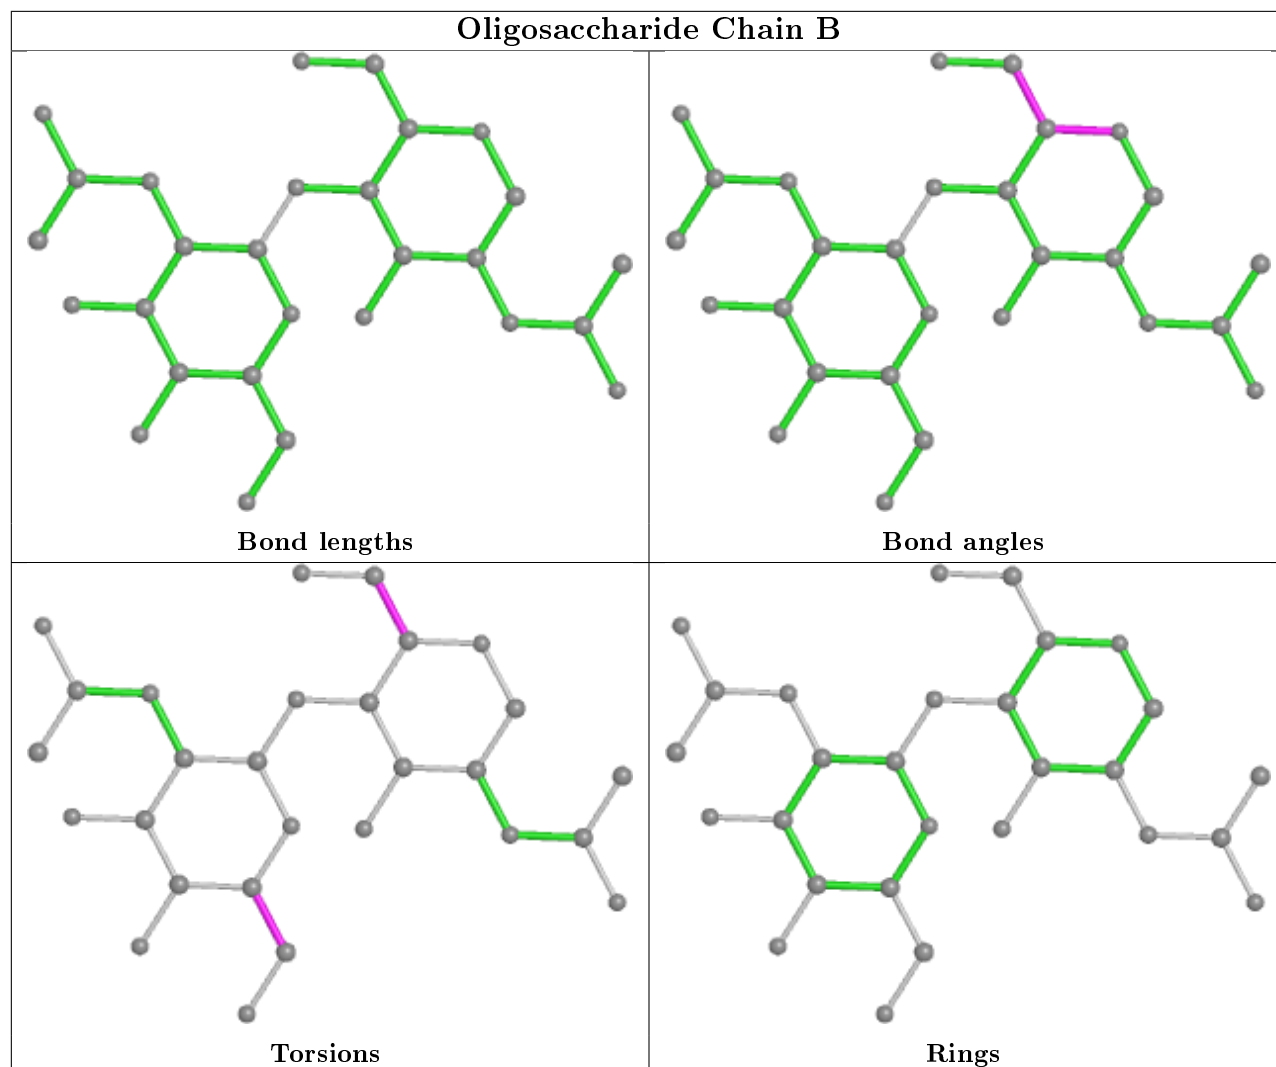 Oligosaccharide Chain B
Bond lengths
Bond angles
Torsions
Rings